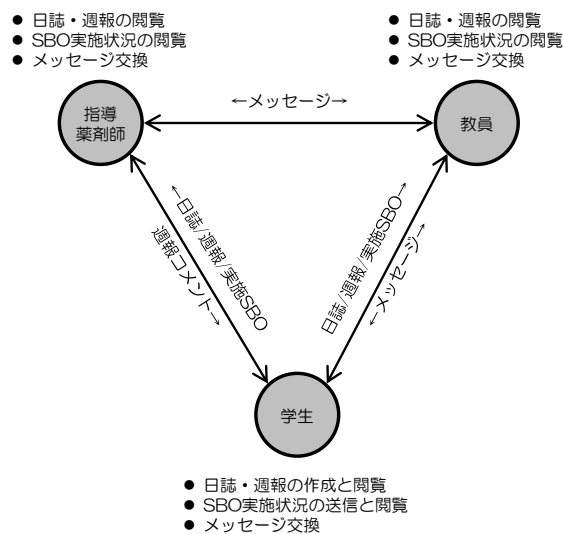 ● 日誌・週報の閲覧
● SBO実施状況の閲覧
● メッセージ交換
● 日誌・週報の閲覧
● SBO実施状況の閲覧
● メッセージ交換
指導
薬剤師
←メッセージ→
教員
←日誌/週報/実施SBO
週報コメント→
日誌/週報/実施SBO→
←メッセージ→
学生
● 日誌・週報の作成と閲覧
● SBO実施状況の送信と閲覧
● メッセージ交換